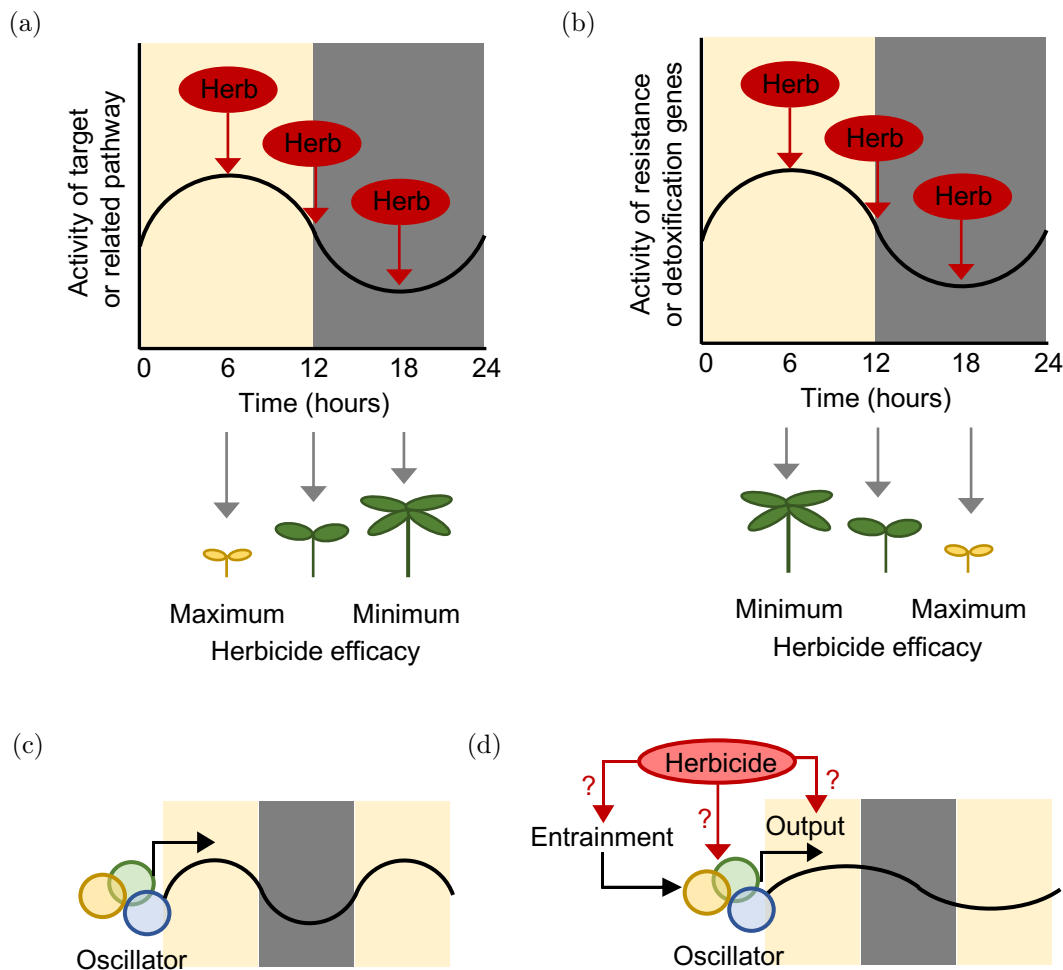 (a)
Activity of target
or related pathway
Herb
Herb
Herb
0 6 12 18 24
Time (hours)
Maximum Minimum
Herbicide efficacy
(b)
Activity of resistance
or detoxification genes
Herb
Herb
Herb
0 6 12 18 24
Time (hours)
Minimum Maximum
Herbicide efficacy
(c)
Oscillator
(d)
Herbicide
? ? ?
Entrainment Output
Oscillator